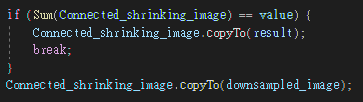 if (Sum(Connected_shrinking_image) == value) {
Connected_shrinking_image.copyTo(result);
break;
}
Connected_shrinking_image.copyTo(downsampled_image);